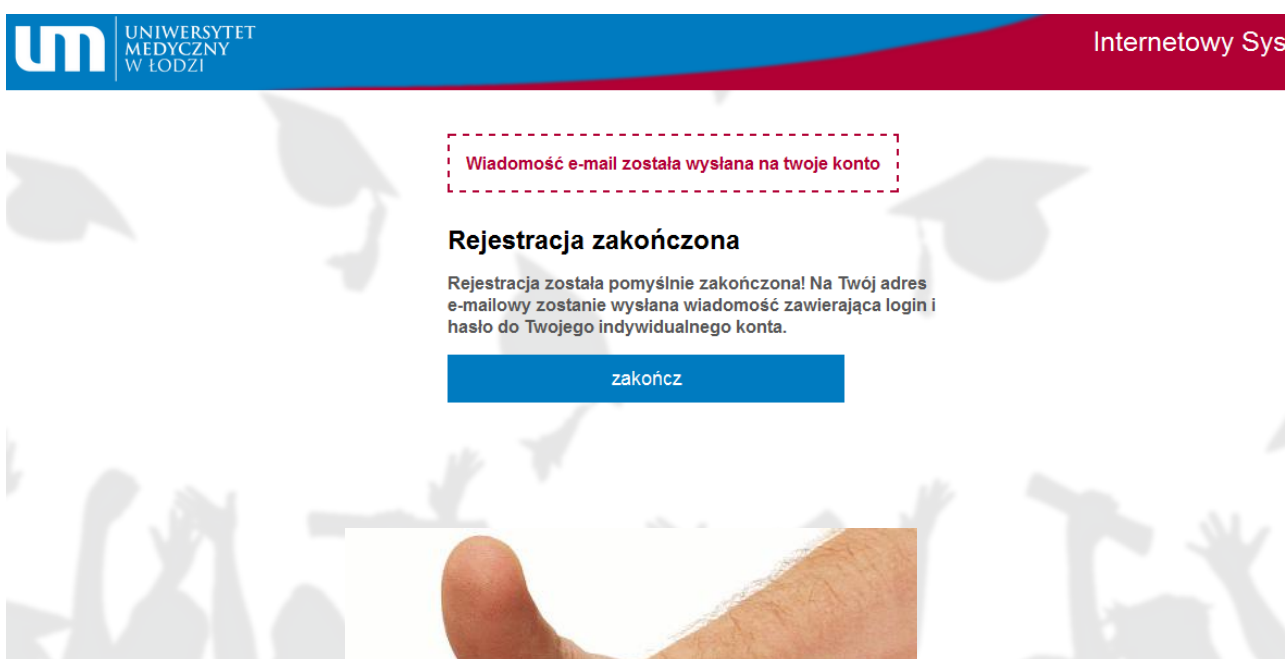 um
UNIWERSYTET
MEDYCZNY
W ŁODZI
Internetowy Sys
Wiadomość e-mail została wysłana na twoje konto
Rejestracja zakończona
Rejestracja została pomyślnie zakończona! Na Twój adres
e-mailowy zostanie wysłana wiadomość zawierająca login i
hasło do Twojego indywidualnego konta.
zakończ